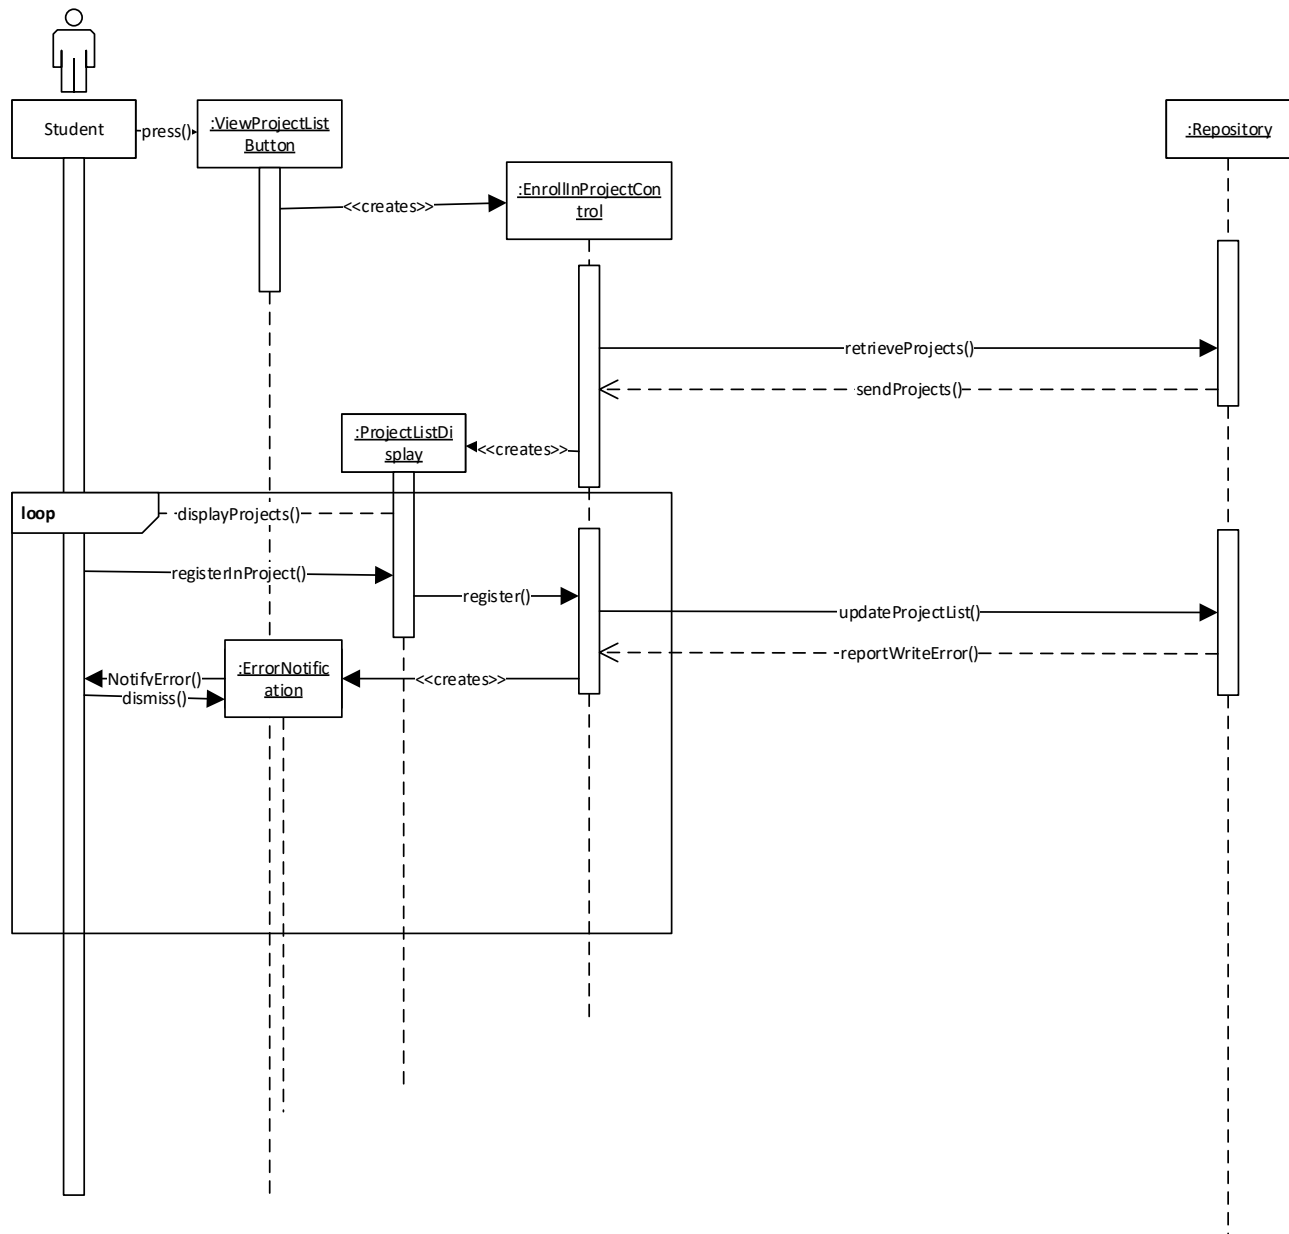 Student
press()
:ViewProjectList
Button
:Repository
:EnrollInProjectCon
trol
<<creates>>
retrieveProjects()
sendProjects()
:ProjectListDi
splay
<<creates>>
loop
displayProjects()
registerInProject()
register()
updateProjectList()
reportWriteError()
:ErrorNotific
ation
NotifyError()
<<creates>>
dismiss()